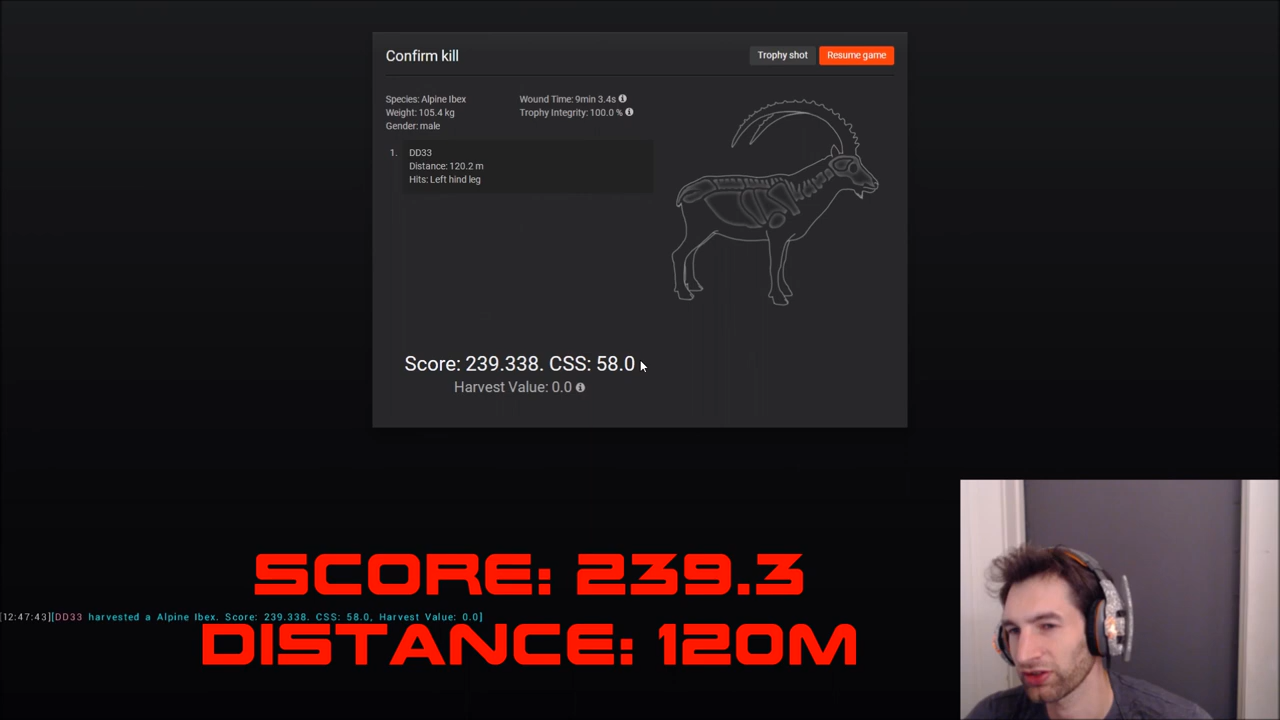 Confirm kill
Trophy shot
Resume game
Species: Alpine Ibex
Weight: 105.4 kg
Gender: male
Wound Time: 9min 3.4s
Trophy Integrity: 100.0 %
1. DD33
Distance: 120.2 m
Hits: Left hind leg
Score: 239.338. CSS: 58.0
Harvest Value: 0.0
SCORE: 239.3
[12:47:43][DD33 harvested a Alpine Ibex. Score: 239.338. CSS: 58.0, Harvest Value: 0.0]
DISTANCE: 120M